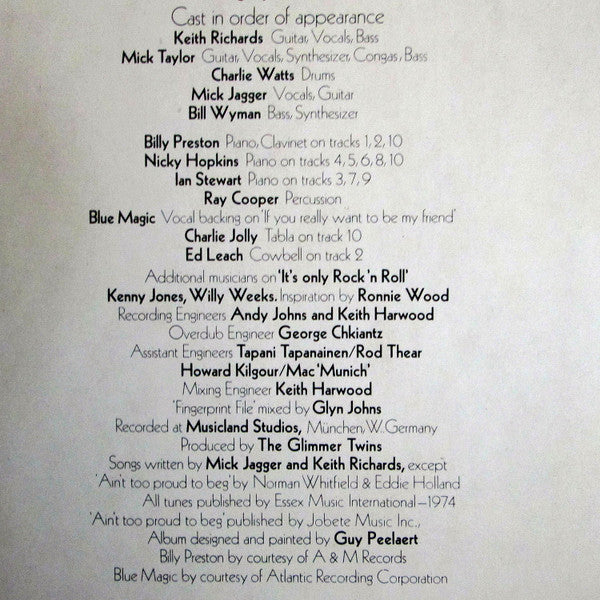 Cast in order of appearance
Keith Richards Guitar, Vocals, Bass
Mick Taylor Guitar, Vocals, Synthesizer, Congas, Bass
Charlie Watts Drums
Mick Jagger Vocals, Guitar
Bill Wyman Bass, Synthesizer
Billy Preston Piano, Clavinet on tracks 1, 2, 10
Nicky Hopkins Piano on tracks 4, 5, 6, 8, 10
Ian Stewart Piano on tracks 3, 7, 9
Ray Cooper Percussion
Blue Magic Vocal backing on 'If you really want to be my friend'
Charlie Jolly Tabla on track 10
Ed Leach Cowbell on track 2
Additional musicians on 'It's only Rock 'n Roll'
Kenny Jones, Willy Weeks. Inspiration by Ronnie Wood
Recording Engineers Andy Johns and Keith Harwood
Overdub Engineer George Chkiantz
Assistant Engineers Tapani Tapanainen/Rod Thear
Howard Kilgour/Mac 'Munich'
Mixing Engineer Keith Harwood
'Fingerprint File' mixed by Glyn Johns
Recorded at Musicland Studios, München, W. Germany
Produced by The Glimmer Twins
Songs written by Mick Jagger and Keith Richards, except
'Ain't too proud to beg' by Norman Whitfield & Eddie Holland
All tunes published by Essex Music International—1974
'Ain't too proud to beg' published by Jobete Music Inc.,
Album designed and painted by Guy Peelaert
Billy Preston by courtesy of A & M Records
Blue Magic by courtesy of Atlantic Recording Corporation